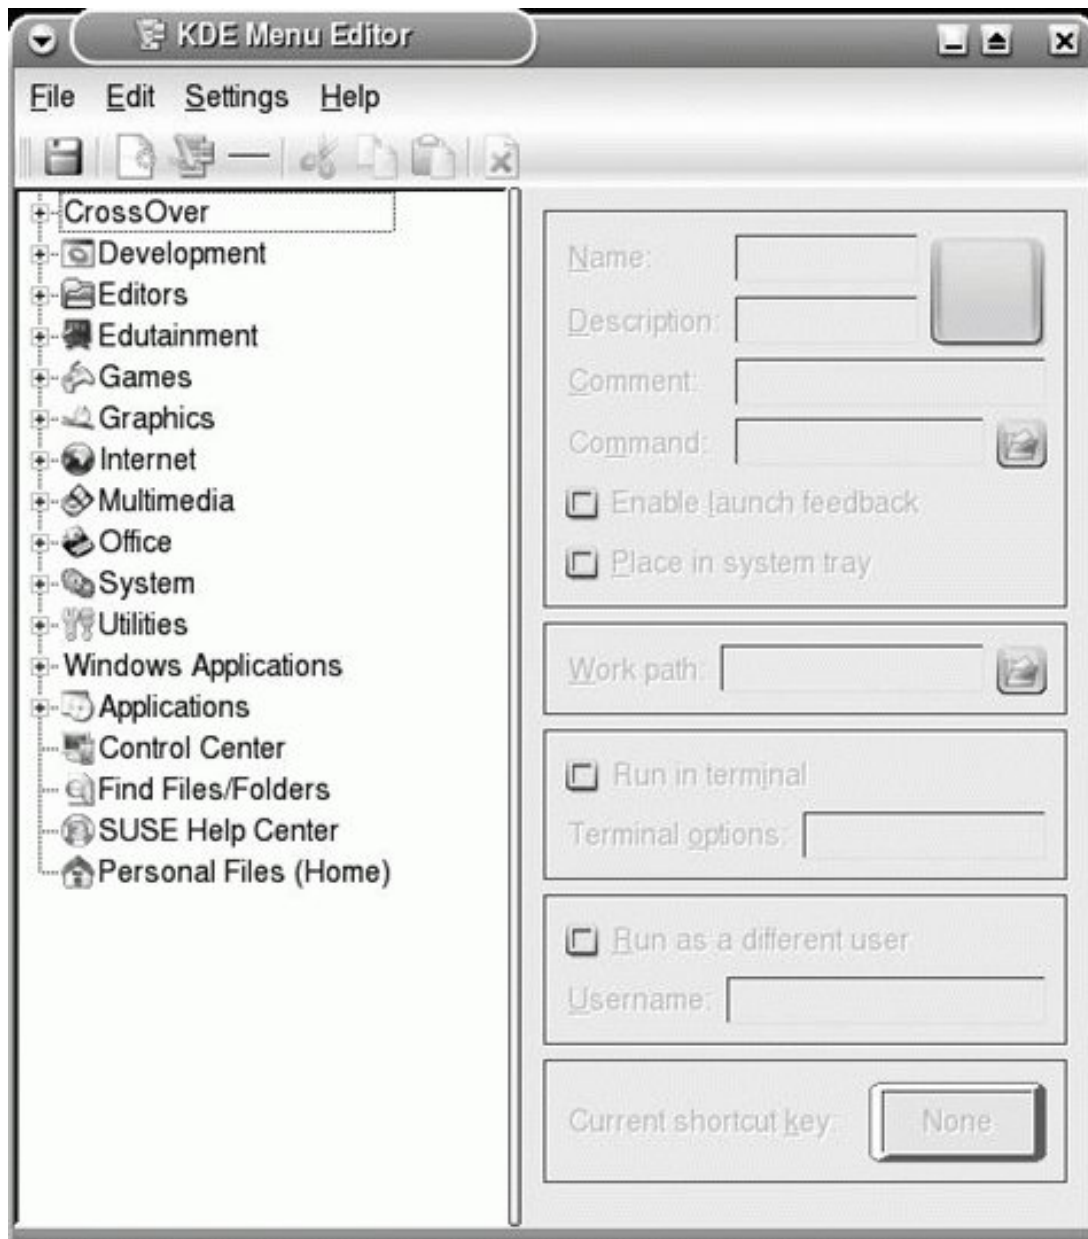 KDE Menu Editor
File Edit Settings Help
CrossOver
Development
Editors
Edutainment
Games
Graphics
Internet
Multimedia
Office
System
Utilities
Windows Applications
Applications
Control Center
Find Files/Folders
SUSE Help Center
Personal Files (Home)
Name:
Description:
Comment:
Command:
Enable launch feedback
Place in system tray
Work path:
Run in terminal
Terminal options:
Run as a different user
Username:
Current shortcut key:
None